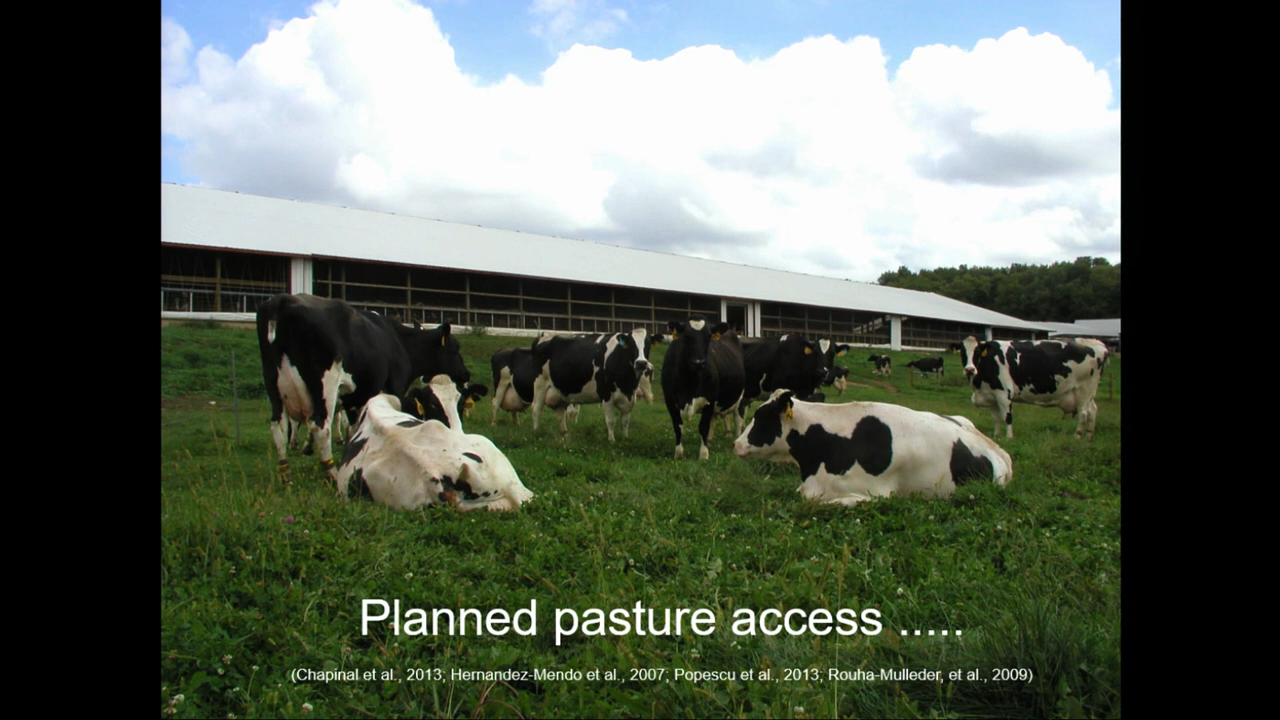 Planned pasture access .....
(Chapinal et al., 2013; Hernandez-Mendo et al., 2007; Popescu et al., 2013; Rouha-Mulleder, et al., 2009)